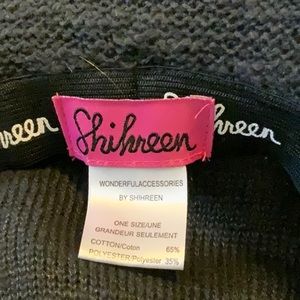 Shihreen
reen
hreen
WONDERFULACCESSORIES
BY SHIHREEN
ONE SIZE/UNE
GRANDEUR SEULEMENT
COTTON/Coton 65%
POLYESTER/Polyester 35%